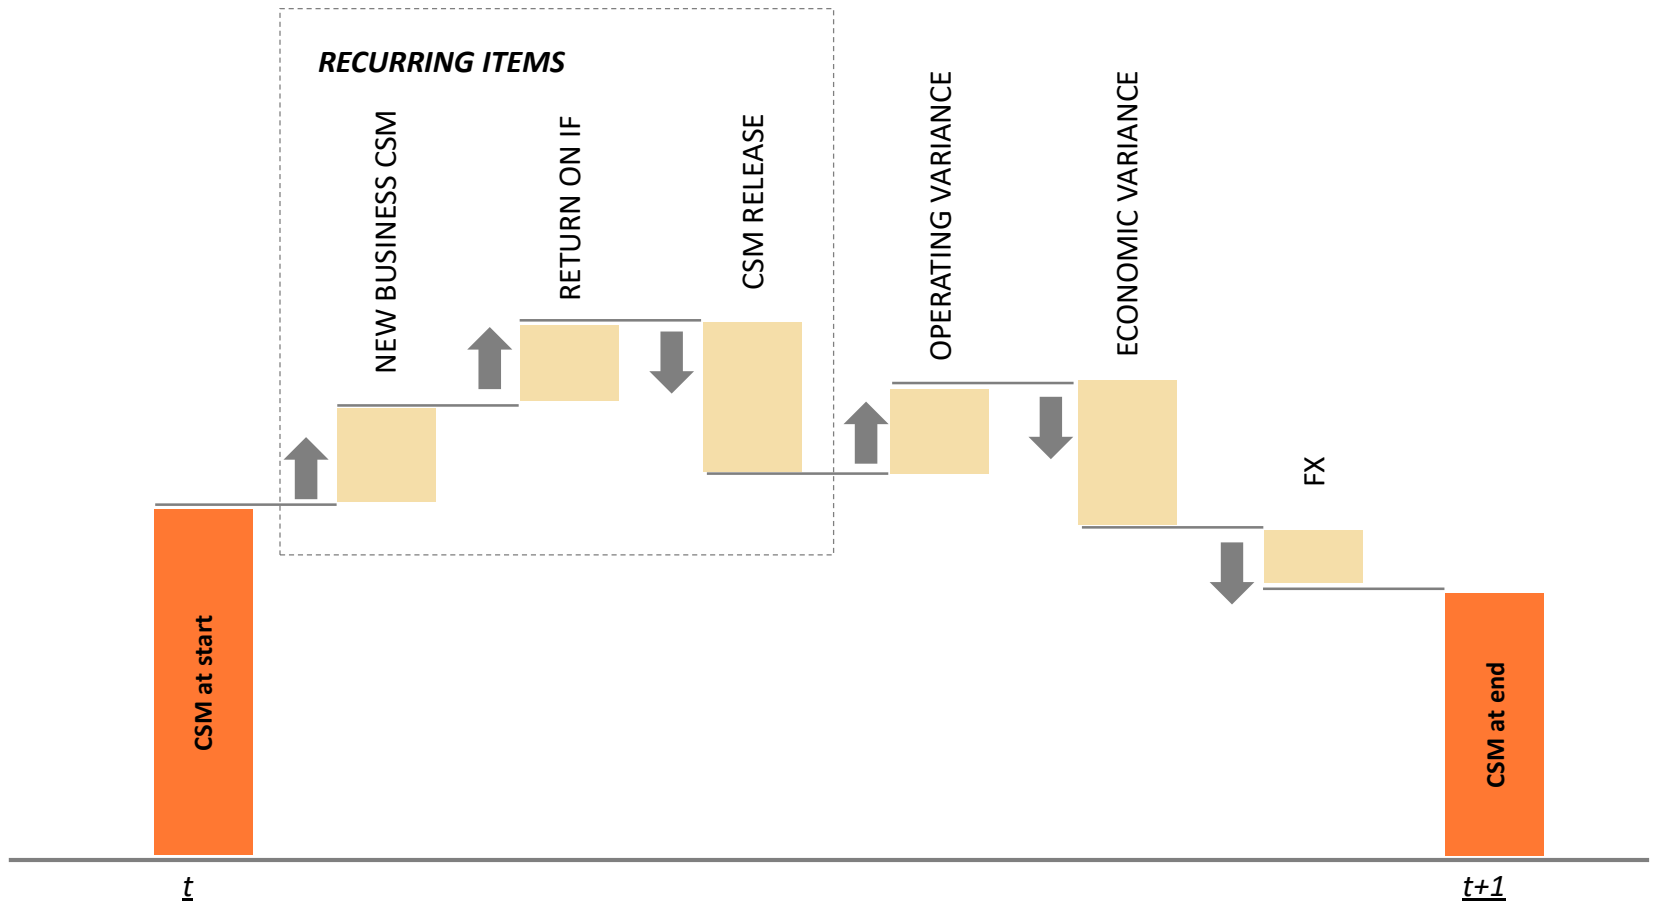 RECURRING ITEMS
NEW BUSINESS CSM
RETURN ON IF
CSM RELEASE
OPERATING VARIANCE
ECONOMIC VARIANCE
FX
CSM at start
CSM at end
t
t+1